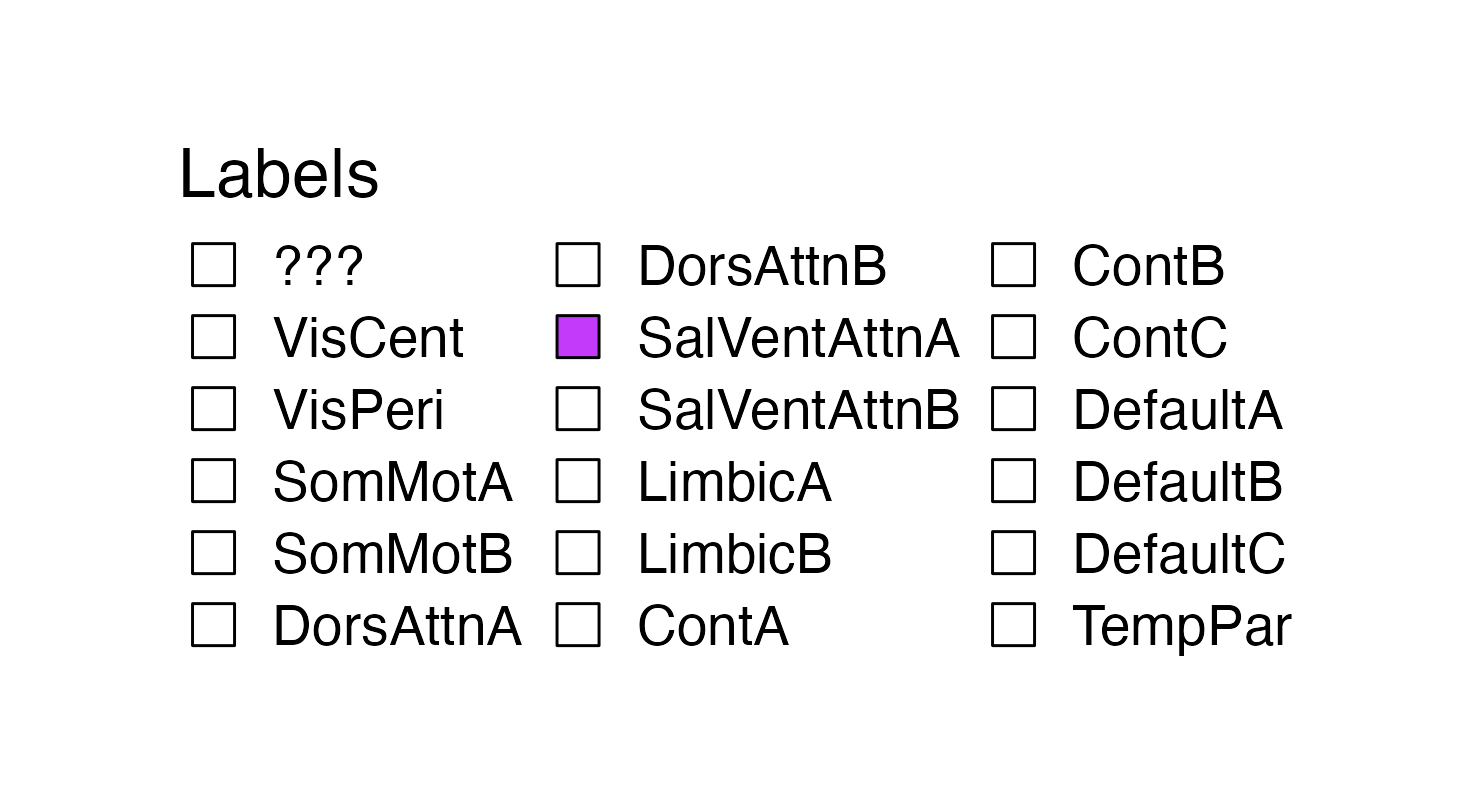 Labels
???
VisCent
VisPeri
SomMotA
SomMotB
DorsAttnA
DorsAttnB
SalVentAttnA
SalVentAttnB
LimbicA
LimbicB
ContA
ContB
ContC
DefaultA
DefaultB
DefaultC
TempPar